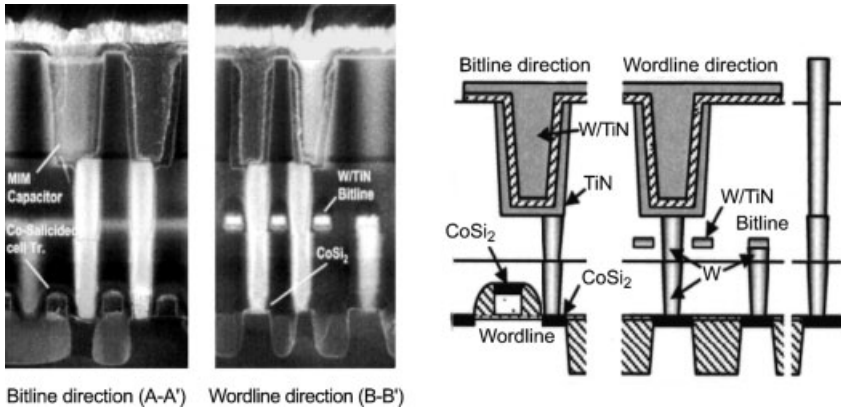 MIM
Capacitor
Co-Salicided
cell Tr.
W/TiN
Bitline
CoSi₂
Bitline direction (A-A')
Wordline direction (B-B')
Bitline direction
Wordline direction
W/TiN
TiN
W/TiN
Bitline
CoSi₂
W
CoSi₂
Wordline